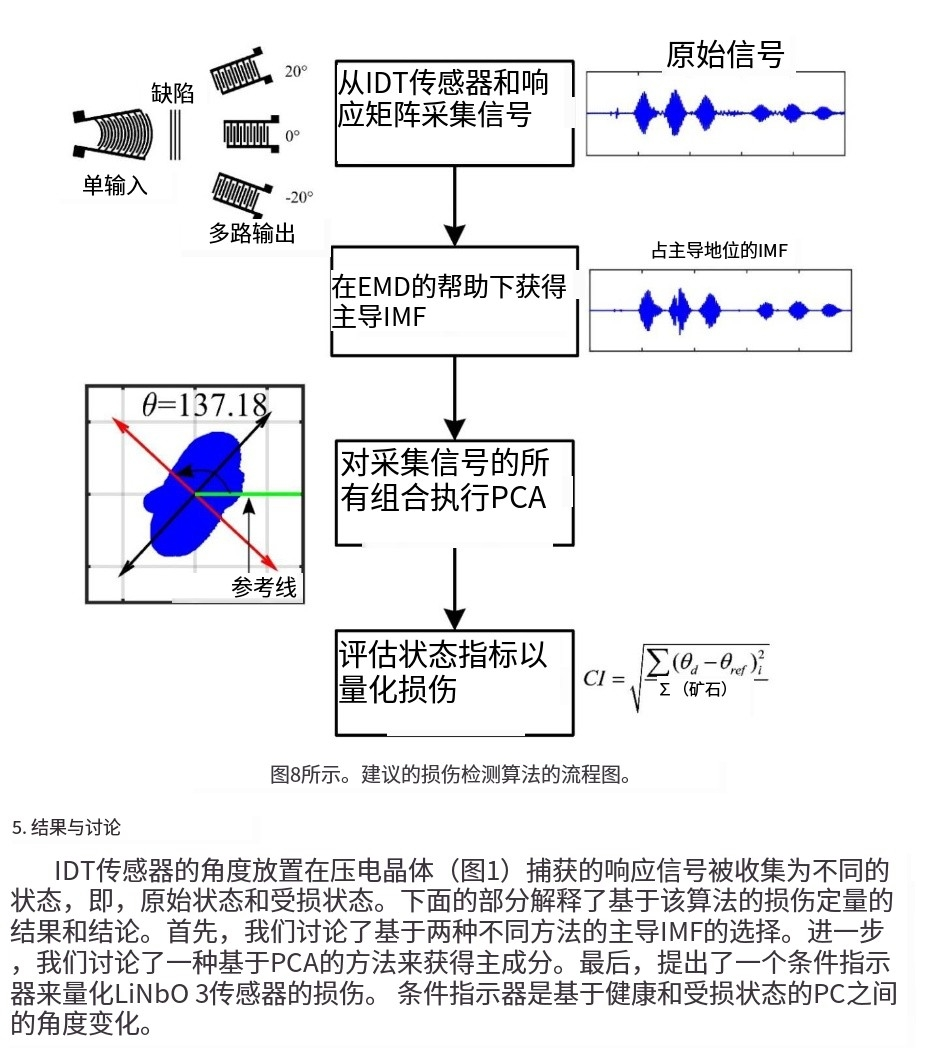 原始信号
缺陷
20°
从IDT传感器和响
应矩阵采集信号
0°
单输入
-20°
多路输出
占主导地位的IMF
在EMD的帮助下获得
主导IMF
θ=137.18
对采集信号的所
有组合执行PCA
参考线
评估状态指标以
量化损伤
CI = √∑(θd−θref)i²
Σ（矿石）
图8所示。建议的损伤检测算法的流程图。
5. 结果与讨论
IDT传感器的角度放置在压电晶体（图1）捕获的响应信号被收集为不同的
状态，即，原始状态和受损状态。下面的部分解释了基于该算法的损伤定量的
结果和结论。首先，我们讨论了基于两种不同方法的主导IMF的选择。进一步
，我们讨论了一种基于PCA的方法来获得主成分。最后，提出了一个条件指示
器来量化LiNbO 3传感器的损伤。 条件指示器是基于健康和受损状态的PC之间
的角度变化。